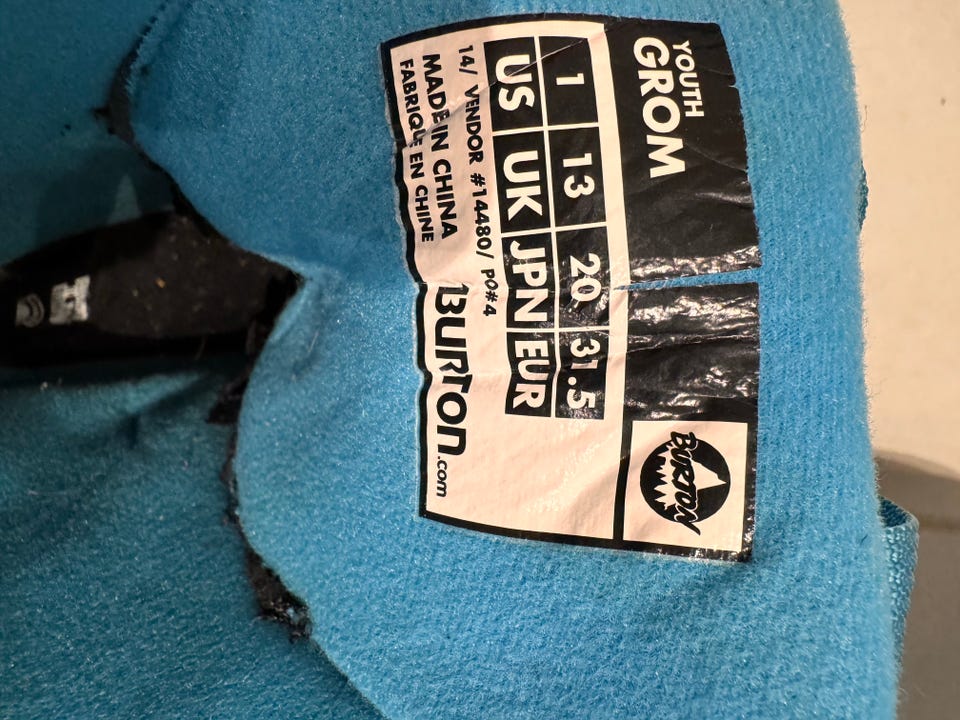 YOUTH
GROM
1 13 20 31.5
US UK JPN EUR
14/ VENDOR #14480/ PO#4
MADE IN CHINA
FABRIQUE EN CHINE
BURTON.com
BURTON